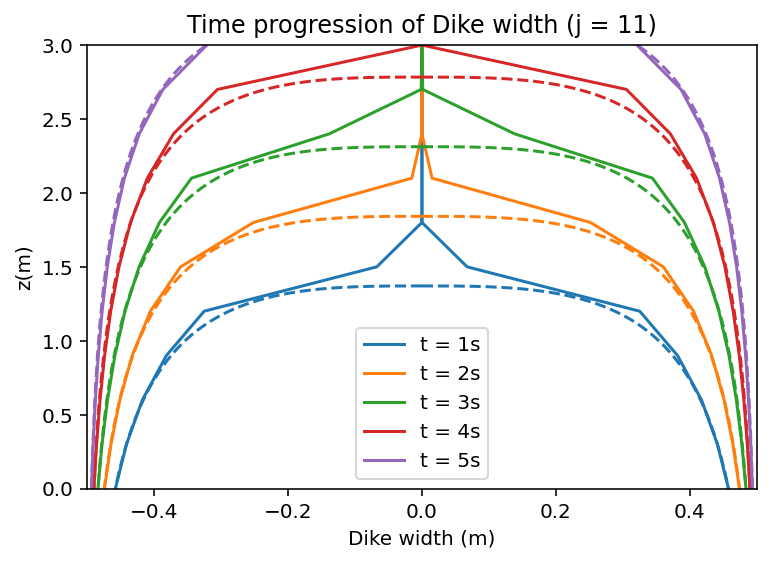 Time progression of Dike width (j = 11)
3.0
2.5
2.0
1.5
1.0
0.5
0.0
z(m)
t = 1s
t = 2s
t = 3s
t = 4s
t = 5s
−0.4 −0.2 0.0 0.2 0.4
Dike width (m)